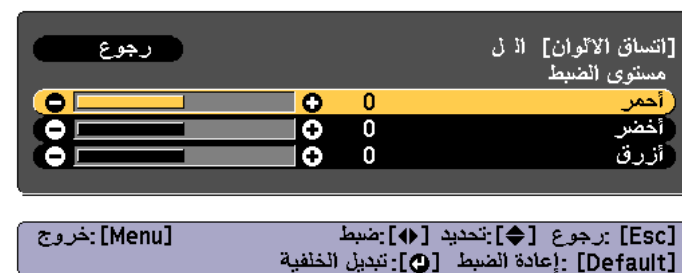 [اتساق الألوان] رجوع
مستوى الضبط
أحمر 0
أخضر 0
أزرق 0
[Esc] :رجوع [◆]:تحديد [◀▶]:ضبط [Menu]:خروج
[Default] :إعادة الضبط [⏎]:تبديل الخلفية